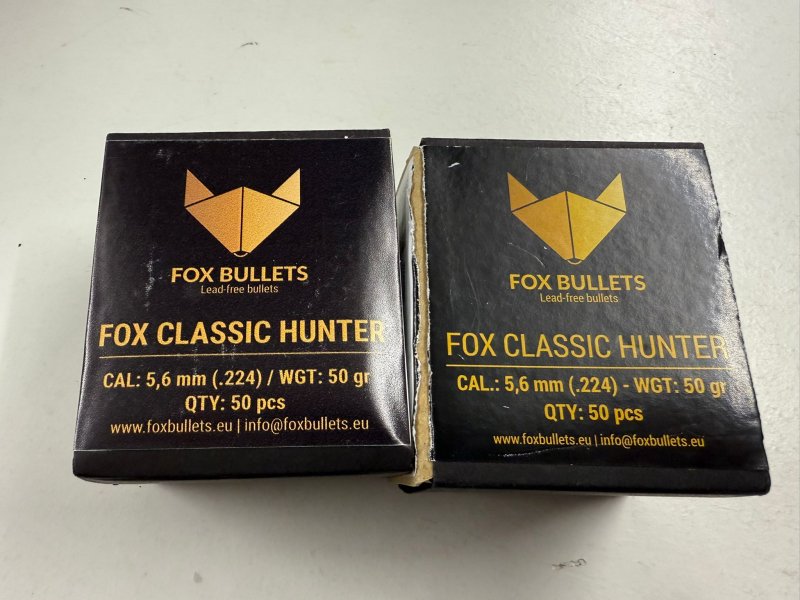 FOX BULLETS
Lead-free bullets
FOX CLASSIC HUNTER
CAL: 5,6 mm (.224) / WGT: 50 gr
QTY: 50 pcs
www.foxbullets.eu | info@foxbullets.eu
FOX BULLETS
Lead-free bullets
FOX CLASSIC HUNTER
CAL.: 5,6 mm (.224) - WGT: 50 gr
QTY: 50 pcs
www.foxbullets.eu | info@foxbullets.eu